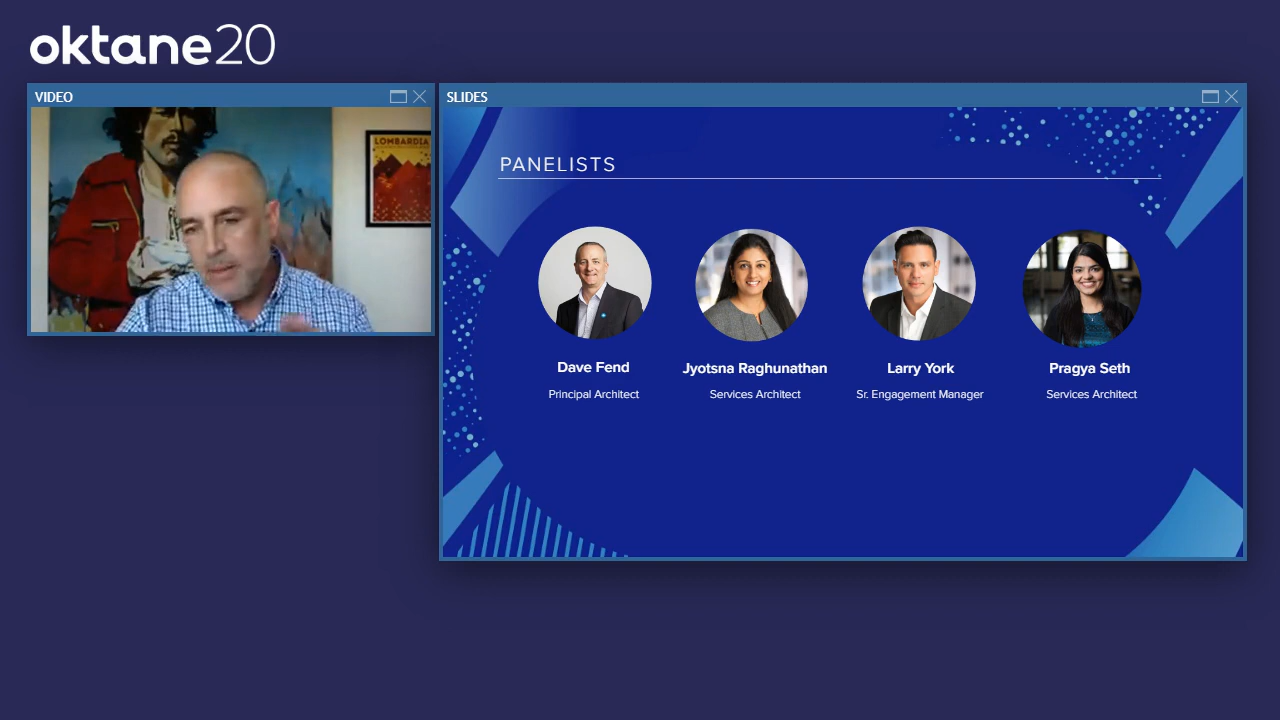 oktane20
VIDEO
SLIDES
LOMBARDIA
PANELISTS
Dave Fend
Principal Architect
Jyotsna Raghunathan
Services Architect
Larry York
Sr. Engagement Manager
Pragya Seth
Services Architect